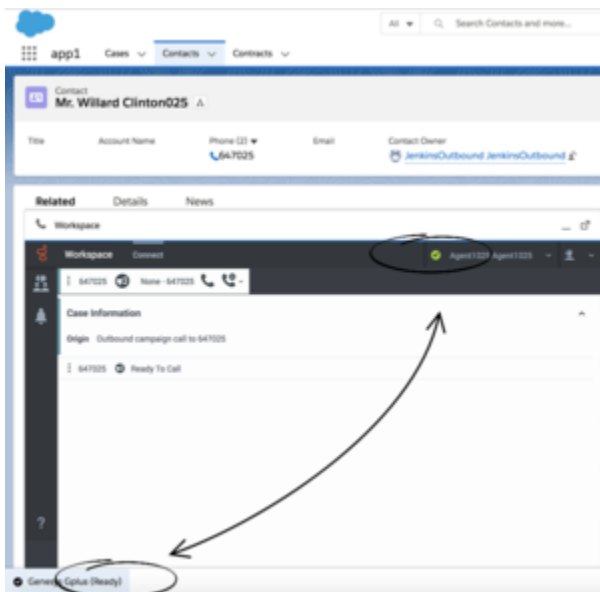 All Search Contacts and more...
app1 Cases Contacts Contracts
Contact
Mr. Willard Clinton025
Title Account Name Phone (2) Email Contact Owner
647025 JenkinsOutbound JenkinsOutbound
Related Details News
Workspace
Workspace Connect Agent1025 Agent1025
647025 None - 647025
Case Information
Origin Outbound campaign call to 647025
647025 Ready To Call
?
Genesys Gplus (Ready)